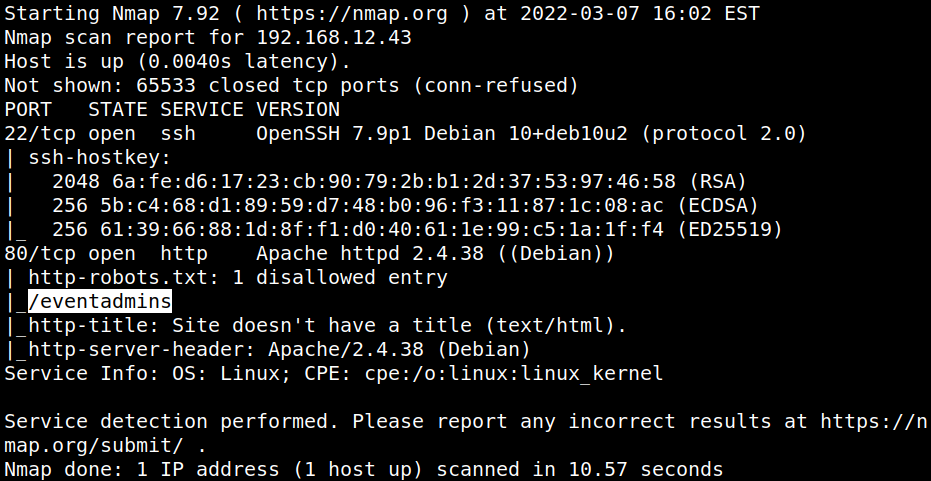 Starting Nmap 7.92 ( https://nmap.org ) at 2022-03-07 16:02 EST
Nmap scan report for 192.168.12.43
Host is up (0.0040s latency).
Not shown: 65533 closed tcp ports (conn-refused)
PORT   STATE SERVICE VERSION
22/tcp open  ssh     OpenSSH 7.9p1 Debian 10+deb10u2 (protocol 2.0)
| ssh-hostkey:
|   2048 6a:fe:d6:17:23:cb:90:79:2b:b1:2d:37:53:97:46:58 (RSA)
|   256 5b:c4:68:d1:89:59:d7:48:b0:96:f3:11:87:1c:08:ac (ECDSA)
|_  256 61:39:66:88:1d:8f:f1:d0:40:61:1e:99:c5:1a:1f:f4 (ED25519)
80/tcp open  http    Apache httpd 2.4.38 ((Debian))
| http-robots.txt: 1 disallowed entry
|_/eventadmins
|_http-title: Site doesn't have a title (text/html).
|_http-server-header: Apache/2.4.38 (Debian)
Service Info: OS: Linux; CPE: cpe:/o:linux:linux_kernel

Service detection performed. Please report any incorrect results at https://n
map.org/submit/ .
Nmap done: 1 IP address (1 host up) scanned in 10.57 seconds